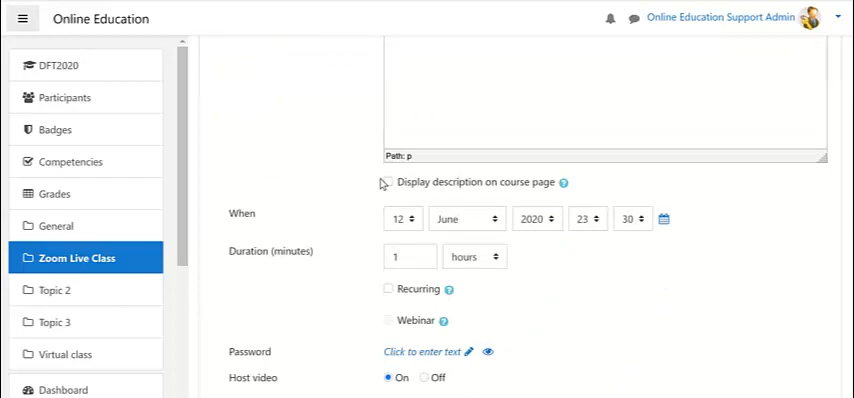 Online Education
Online Education Support Admin
DFT2020
Participants
Badges
Competencies
Grades
General
Zoom Live Class
Topic 2
Topic 3
Virtual class
Dashboard
Path: p
Display description on course page
When
12 June 2020 23 30
Duration (minutes)
1 hours
Recurring
Webinar
Password
Click to enter text
Host video
On Off